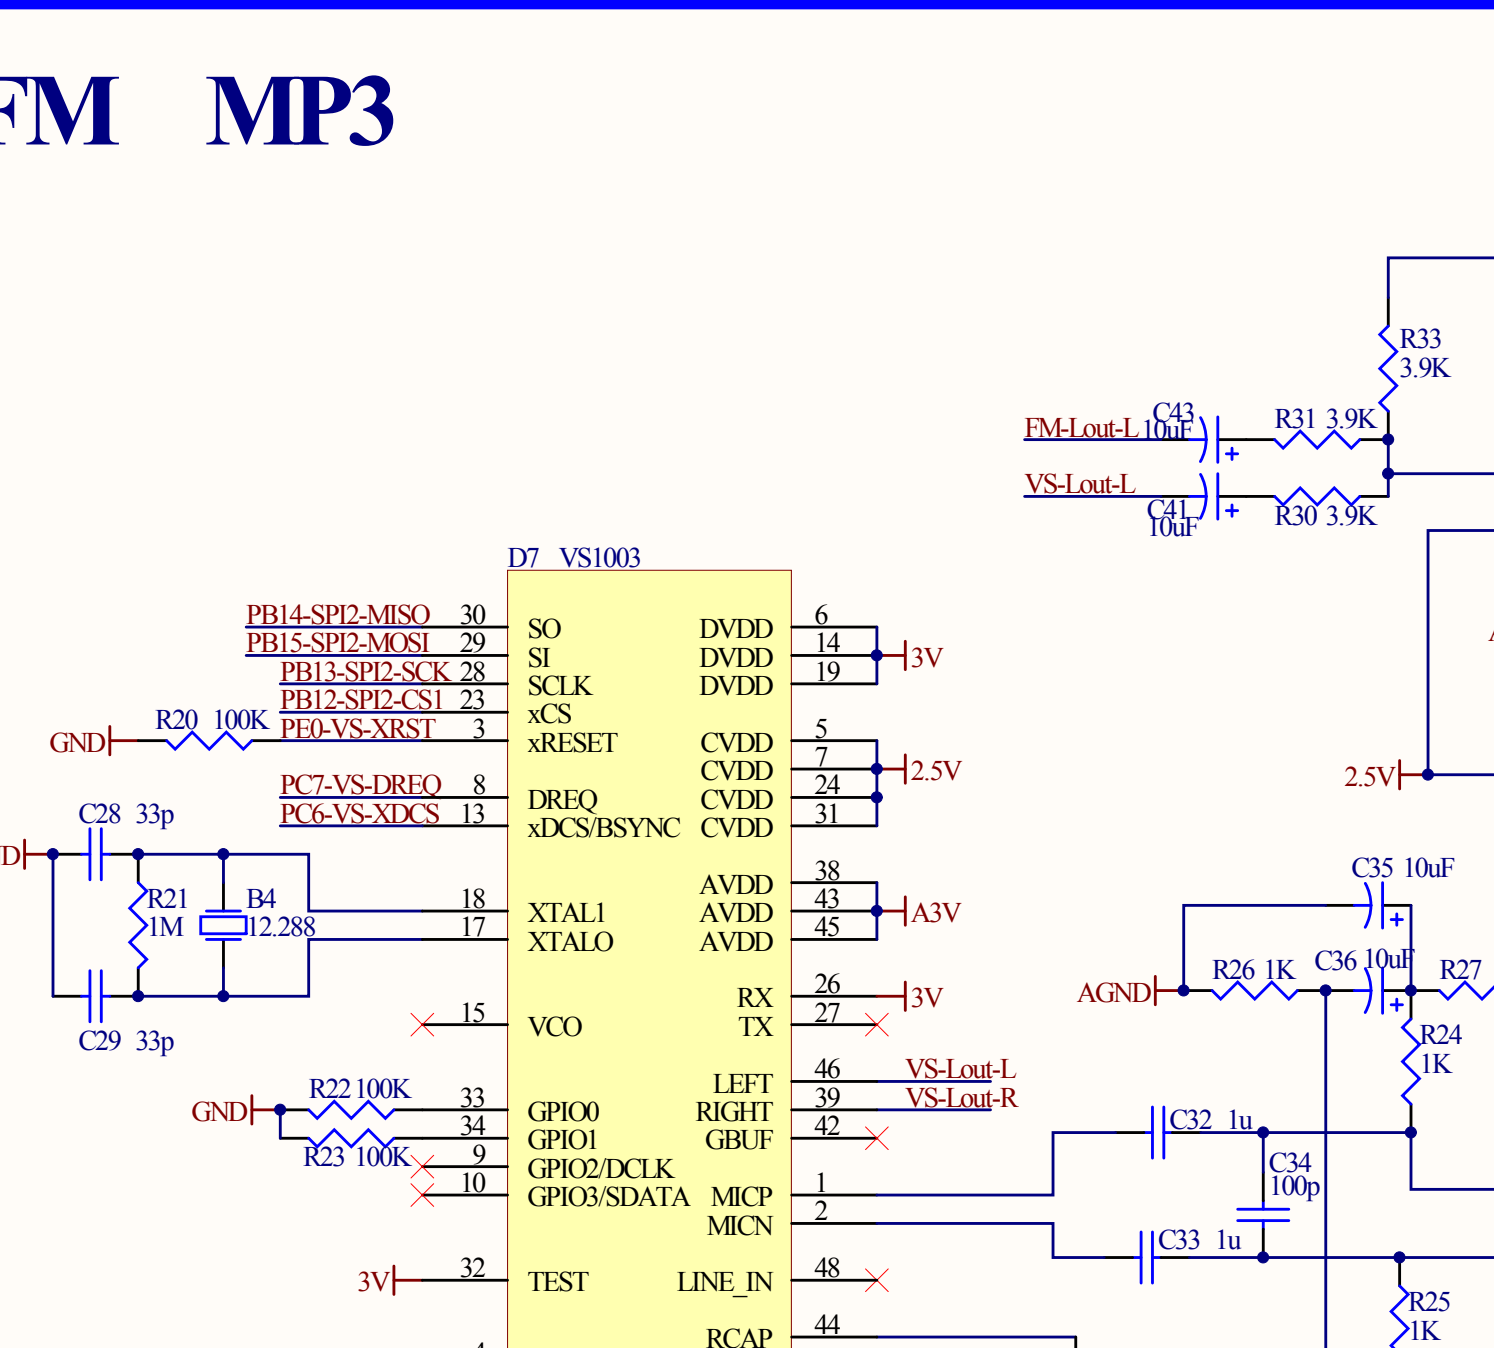 FM MP3
R33
3.9K
FM-Lout-L
C43
10uF
R31 3.9K
VS-Lout-L
C41
10uF
R30 3.9K
D7 VS1003
PB14-SPI2-MISO 30 SO DVDD 6
PB15-SPI2-MOSI 29 SI DVDD 14 3V
PB13-SPI2-SCK 28 SCLK DVDD 19
PB12-SPI2-CS1 23 xCS
GND R20 100K PE0-VS-XRST 3 xRESET CVDD 5
CVDD 7 2.5V
PC7-VS-DREQ 8 DREQ CVDD 24
PC6-VS-XDCS 13 xDCS/BSYNC CVDD 31
2.5V
C28 33p
D
AVDD 38
R21 1M
B4 12.288
18 XTAL1 AVDD 43 A3V
17 XTALO AVDD 45
C35 10uF
RX 26 3V
AGND R26 1K C36 10uF R27
15 VCO TX 27
C29 33p
R24
1K
LEFT 46 VS-Lout-L
R22 100K
GND 33 GPIO0 RIGHT 39 VS-Lout-R
34 GPIO1 GBUF 42
R23 100K
C32 1u
9 GPIO2/DCLK
10 GPIO3/SDATA MICP 1
C34
100p
MICN 2
C33 1u
3V 32 TEST LINE_IN 48
R25
1K
RCAP 44